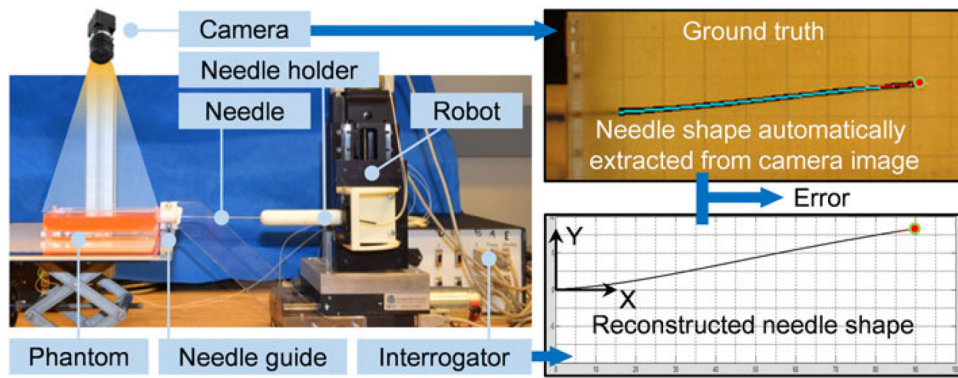 Camera
Needle holder
Needle
Robot
Phantom
Needle guide
Interrogator
Ground truth
Needle shape automatically
extracted from camera image
Error
Y
X
Reconstructed needle shape